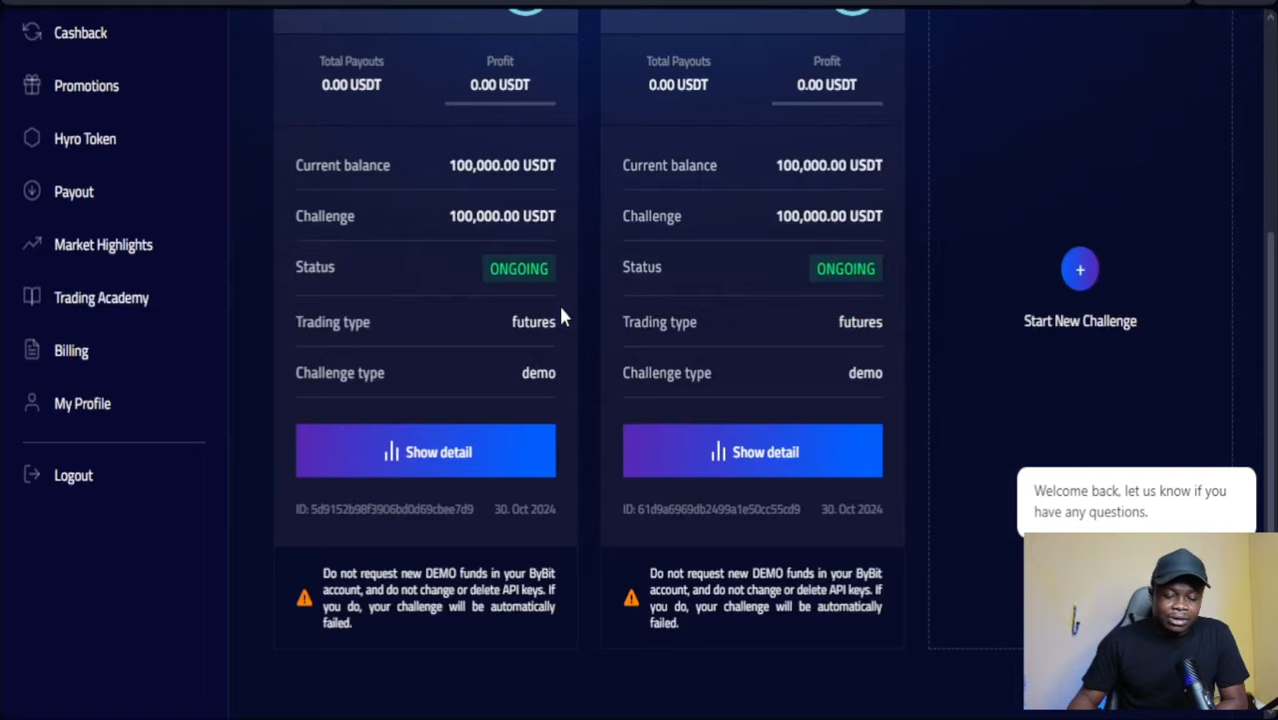 Cashback
Promotions
Hyro Token
Payout
Market Highlights
Trading Academy
Billing
My Profile
Logout
Total Payouts
0.00 USDT
Profit
0.00 USDT
Current balance 100,000.00 USDT
Challenge 100,000.00 USDT
Status ONGOING
Trading type futures
Challenge type demo
Show detail
ID: 5d9152b98f3906bd0d69cbee7d9 30. Oct 2024
Do not request new DEMO funds in your ByBit
account, and do not change or delete API keys. If
you do, your challenge will be automatically
failed.
Total Payouts
0.00 USDT
Profit
0.00 USDT
Current balance 100,000.00 USDT
Challenge 100,000.00 USDT
Status ONGOING
Trading type futures
Challenge type demo
Show detail
ID: 61d9a6969db2499a1e50cc55cd9 30. Oct 2024
Do not request new DEMO funds in your ByBit
account, and do not change or delete API keys. If
you do, your challenge will be automatically
failed.
+
Start New Challenge
Welcome back, let us know if you
have any questions.